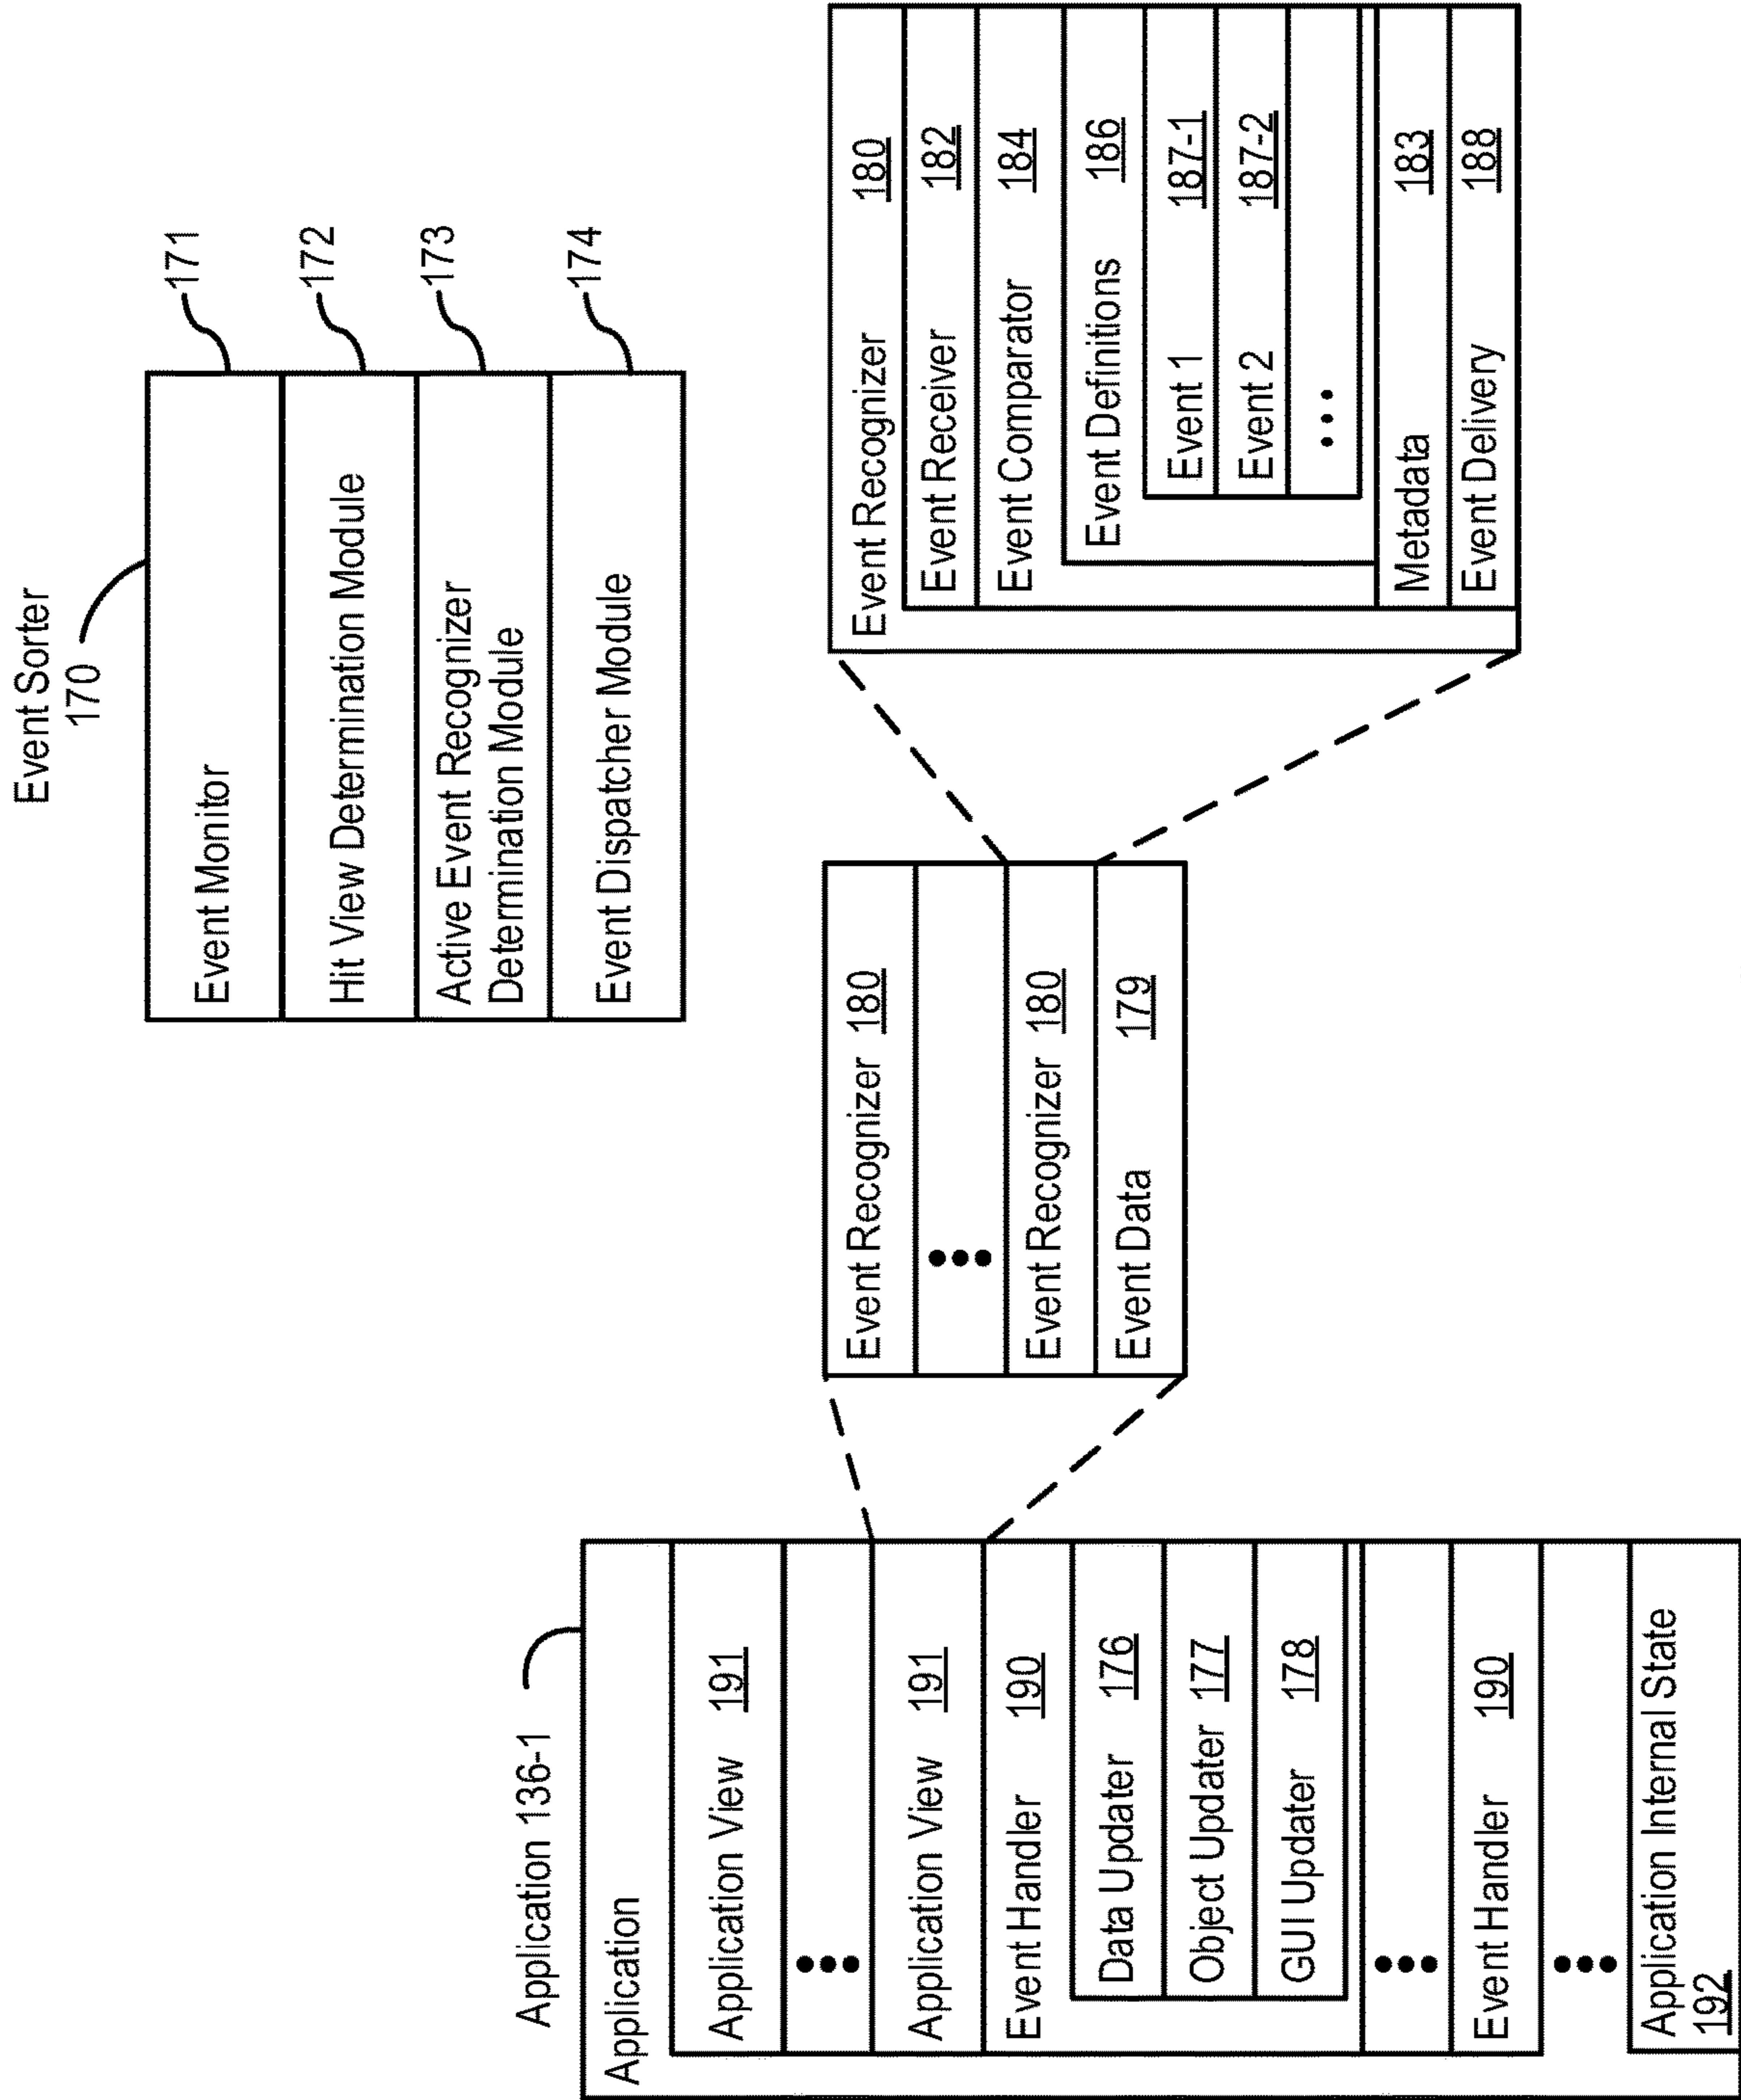 Event Sorter
170
Event Monitor
171
Hit View Determination Module
172
Active Event Recognizer
Determination Module
173
Event Dispatcher Module
174
Application 136-1
Application
Application View 191
•••
Application View 191
Event Handler 190
Data Updater 176
Object Updater 177
GUI Updater 178
•••
Event Handler 190
•••
Application Internal State
192
Event Recognizer 180
•••
Event Recognizer 180
Event Data 179
Event Recognizer 180
Event Receiver 182
Event Comparator 184
Event Definitions 186
Event 1 187-1
Event 2 187-2
•••
Metadata 183
Event Delivery 188